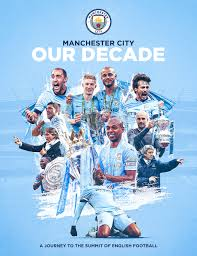 MANCHESTER CITY
OUR DECADE
A JOURNEY TO THE SUMMIT OF ENGLISH FOOTBALL